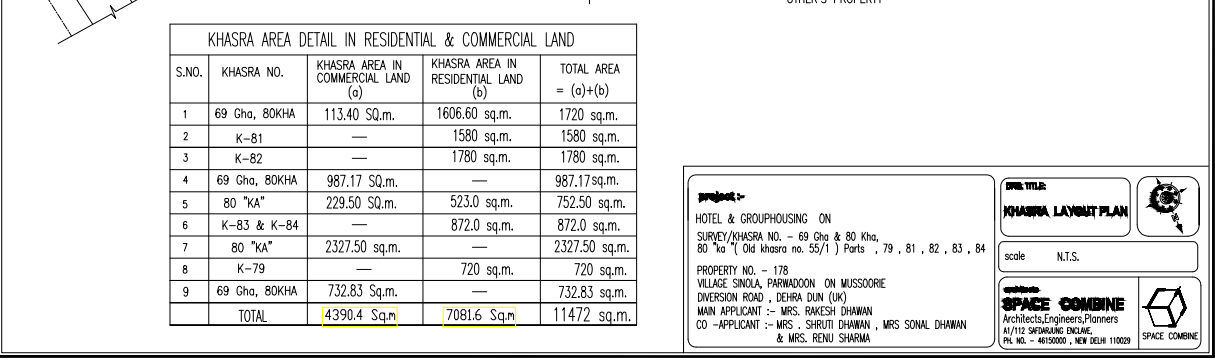 OTHER'S PROPERTY
KHASRA AREA DETAIL IN RESIDENTIAL & COMMERCIAL LAND
S.NO. KHASRA NO. KHASRA AREA IN COMMERCIAL LAND (a) KHASRA AREA IN RESIDENTIAL LAND (b) TOTAL AREA = (a)+(b)
1 69 Gha, 80KHA 113.40 SQ.m. 1606.60 sq.m. 1720 sq.m.
2 K-81 — 1580 sq.m. 1580 sq.m.
3 K-82 — 1780 sq.m. 1780 sq.m.
4 69 Gha, 80KHA 987.17 SQ.m. — 987.17sq.m.
5 80 "KA" 229.50 SQ.m. 523.0 sq.m. 752.50 sq.m.
6 K-83 & K-84 — 872.0 sq.m. 872.0 sq.m.
7 80 "KA" 2327.50 sq.m. — 2327.50 sq.m.
8 K-79 — 720 sq.m. 720 sq.m.
9 69 Gha, 80KHA 732.83 Sq.m. — 732.83 sq.m.
TOTAL 4390.4 Sq.m 7081.6 Sq.m 11472 sq.m.
project :-
HOTEL & GROUPHOUSING ON
SURVEY/KHASRA NO. - 69 Gha & 80 Kha,
80 "ka "( Old khasra no. 55/1 ) Parts , 79 , 81 , 82 , 83 , 84
PROPERTY NO. - 178
VILLAGE SINOLA, PARWADOON ON MUSSOORIE
DIVERSION ROAD , DEHRA DUN (UK)
MAIN APPLICANT :- MRS. RAKESH DHAWAN
CO -APPLICANT :- MRS . SHRUTI DHAWAN , MRS SONAL DHAWAN
& MRS. RENU SHARMA
TITLE:
KHASRA LAYOUT PLAN
scale N.T.S.
architects
SPACE COMBINE
Architects,Engineers,Planners
A1/112 SAFDARJUNG ENCLAVE,
PH. NO. - 46150000 , NEW DELHI 110029
SPACE COMBINE